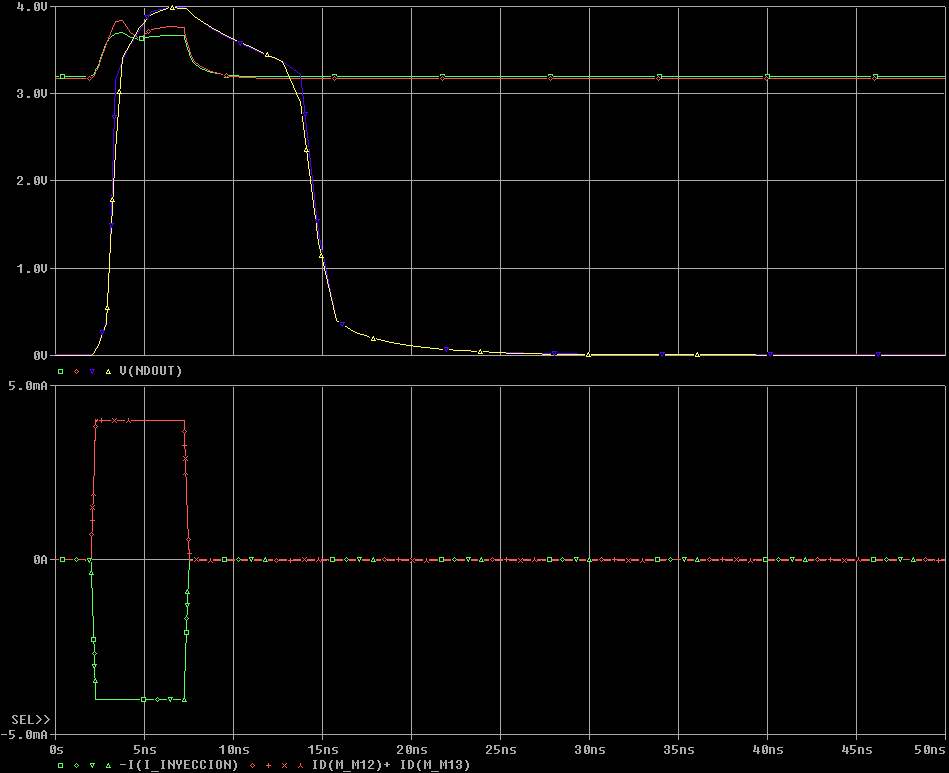 4.0V
3.0V
2.0V
1.0V
0V
V(NDOUT)
5.0mA
0A
SEL>>
-5.0mA
0s 5ns 10ns 15ns 20ns 25ns 30ns 35ns 40ns 45ns 50ns
-I(I_INYECCION) ID(M_M12)+ ID(M_M13)